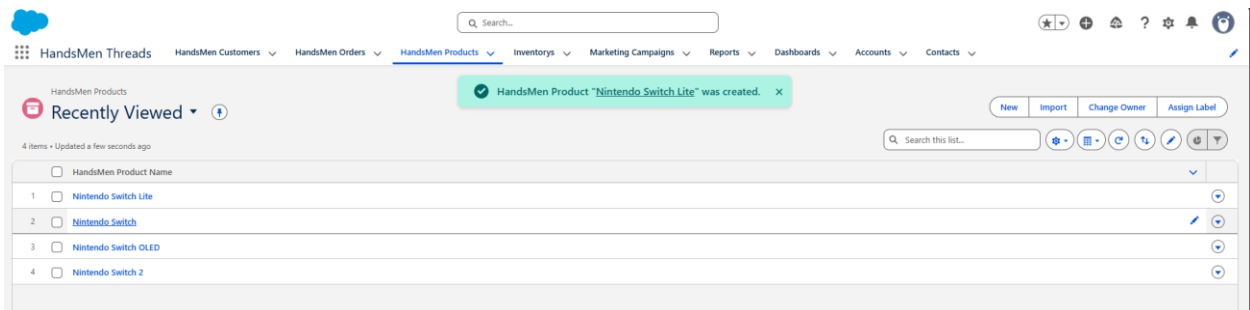 Search...
HandsMen Threads HandsMen Customers HandsMen Orders HandsMen Products Inventorys Marketing Campaigns Reports Dashboards Accounts Contacts
HandsMen Product "Nintendo Switch Lite" was created.
HandsMen Products
Recently Viewed
New Import Change Owner Assign Label
4 items • Updated a few seconds ago
Search this list...
HandsMen Product Name
1 Nintendo Switch Lite
2 Nintendo Switch
3 Nintendo Switch OLED
4 Nintendo Switch 2